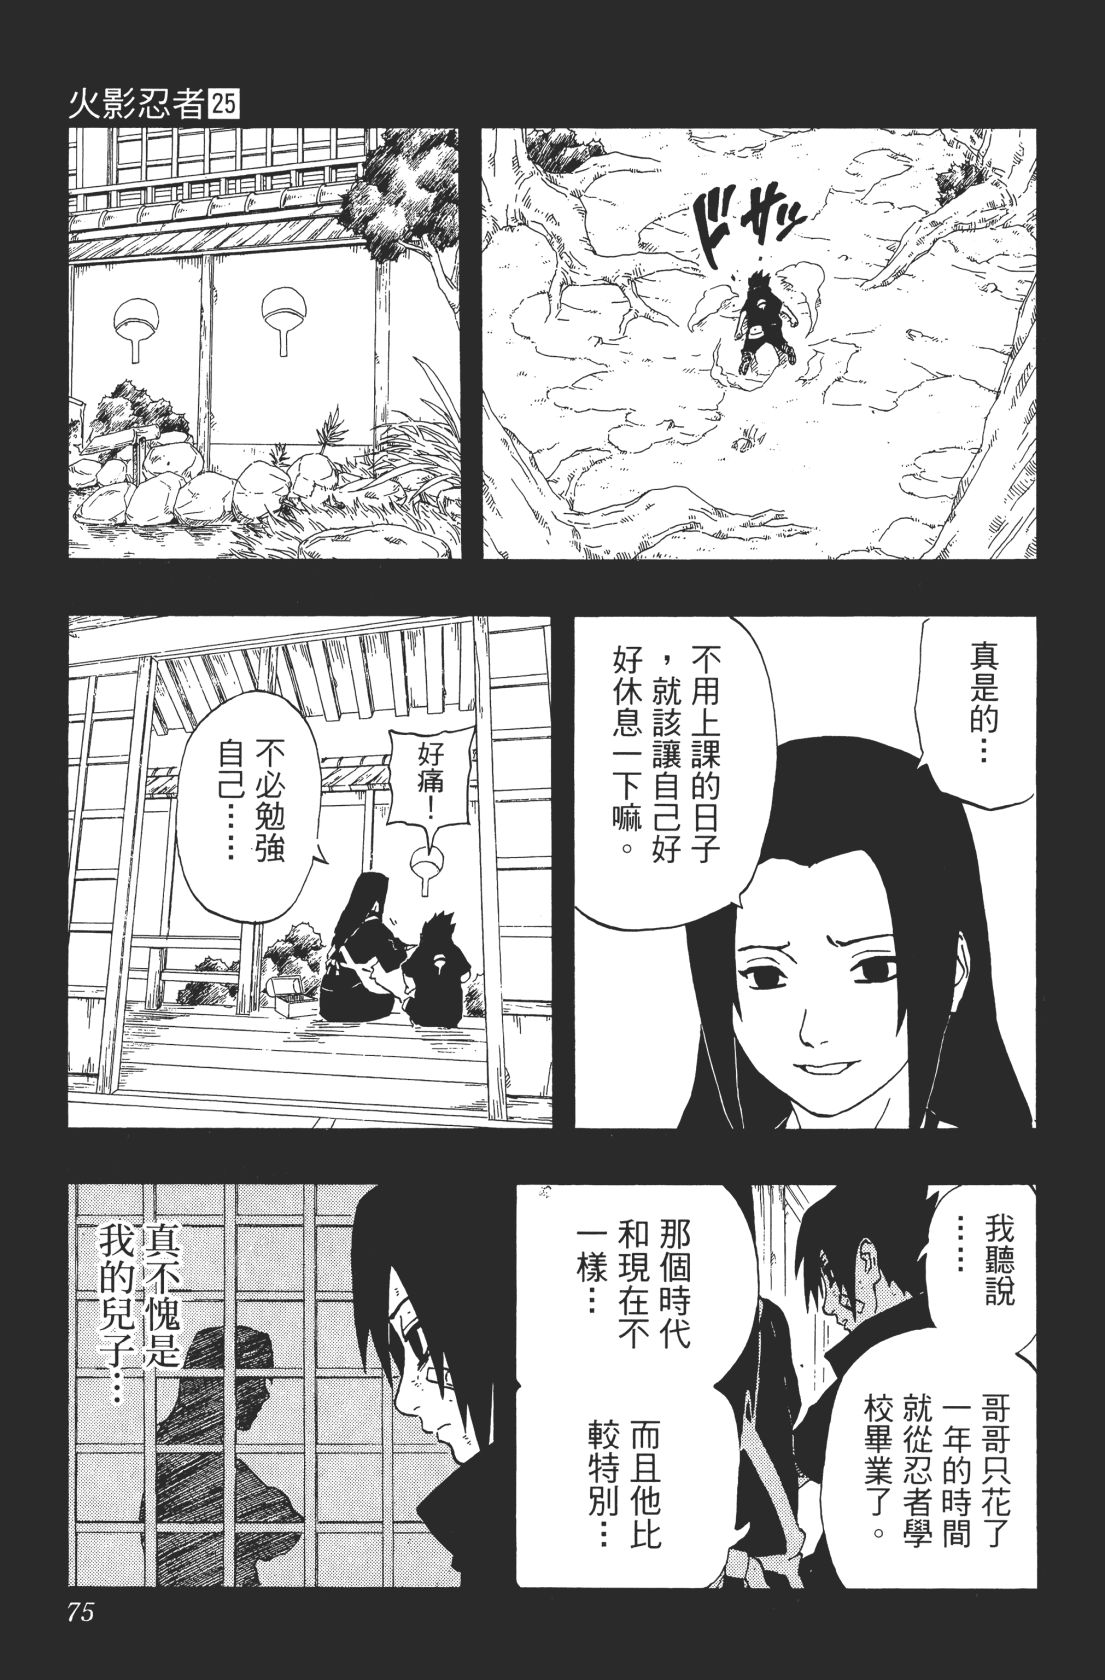 火影忍者25
ドサッ
真是的…
不用上課的日子
，就該讓自己好
好休息一下嘛。
好痛！
不必勉強
自己……
我聽說
……
哥哥只花了
一年的時間
就從忍者學
校畢業了。
那個時代
和現在不
一樣…
而且他比
較特別…
真不愧是
我的兒子…
75